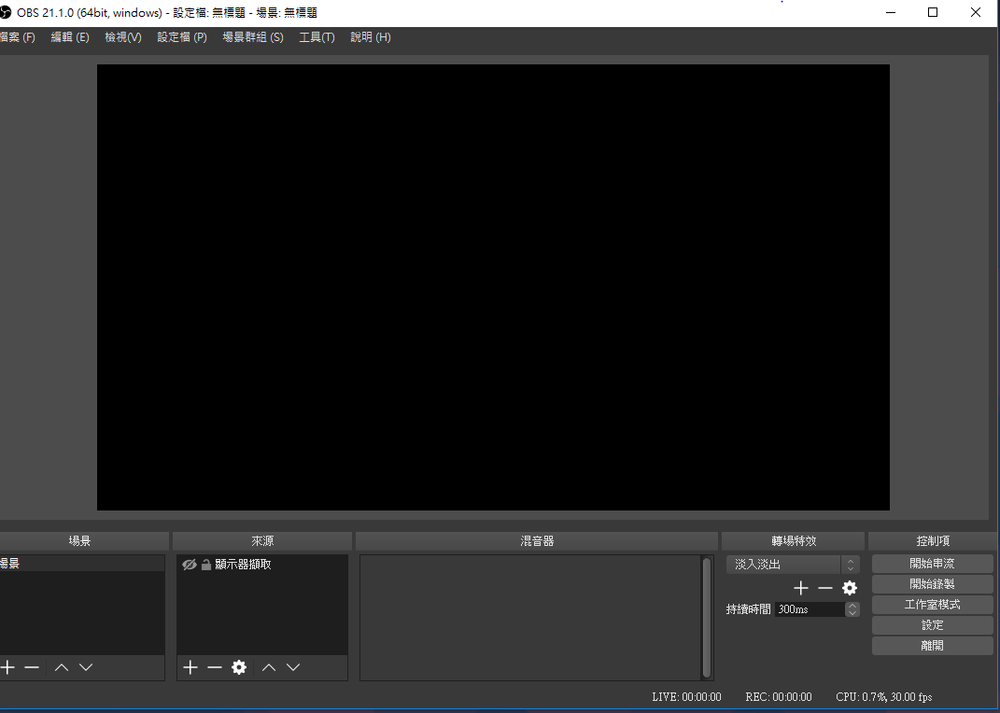 OBS 21.1.0 (64bit, windows) - 設定檔: 無標題 - 場景: 無標題
檔案 (F) 編輯 (E) 檢視(V) 設定檔 (P) 場景群組 (S) 工具(T) 說明 (H)
場景 來源 混音器 轉場特效 控制項
場景
顯示器擷取
淡入淡出
持續時間 300ms
開始串流
開始錄製
工作室模式
設定
離開
LIVE: 00:00:00 REC: 00:00:00 CPU: 0.7%, 30.00 fps